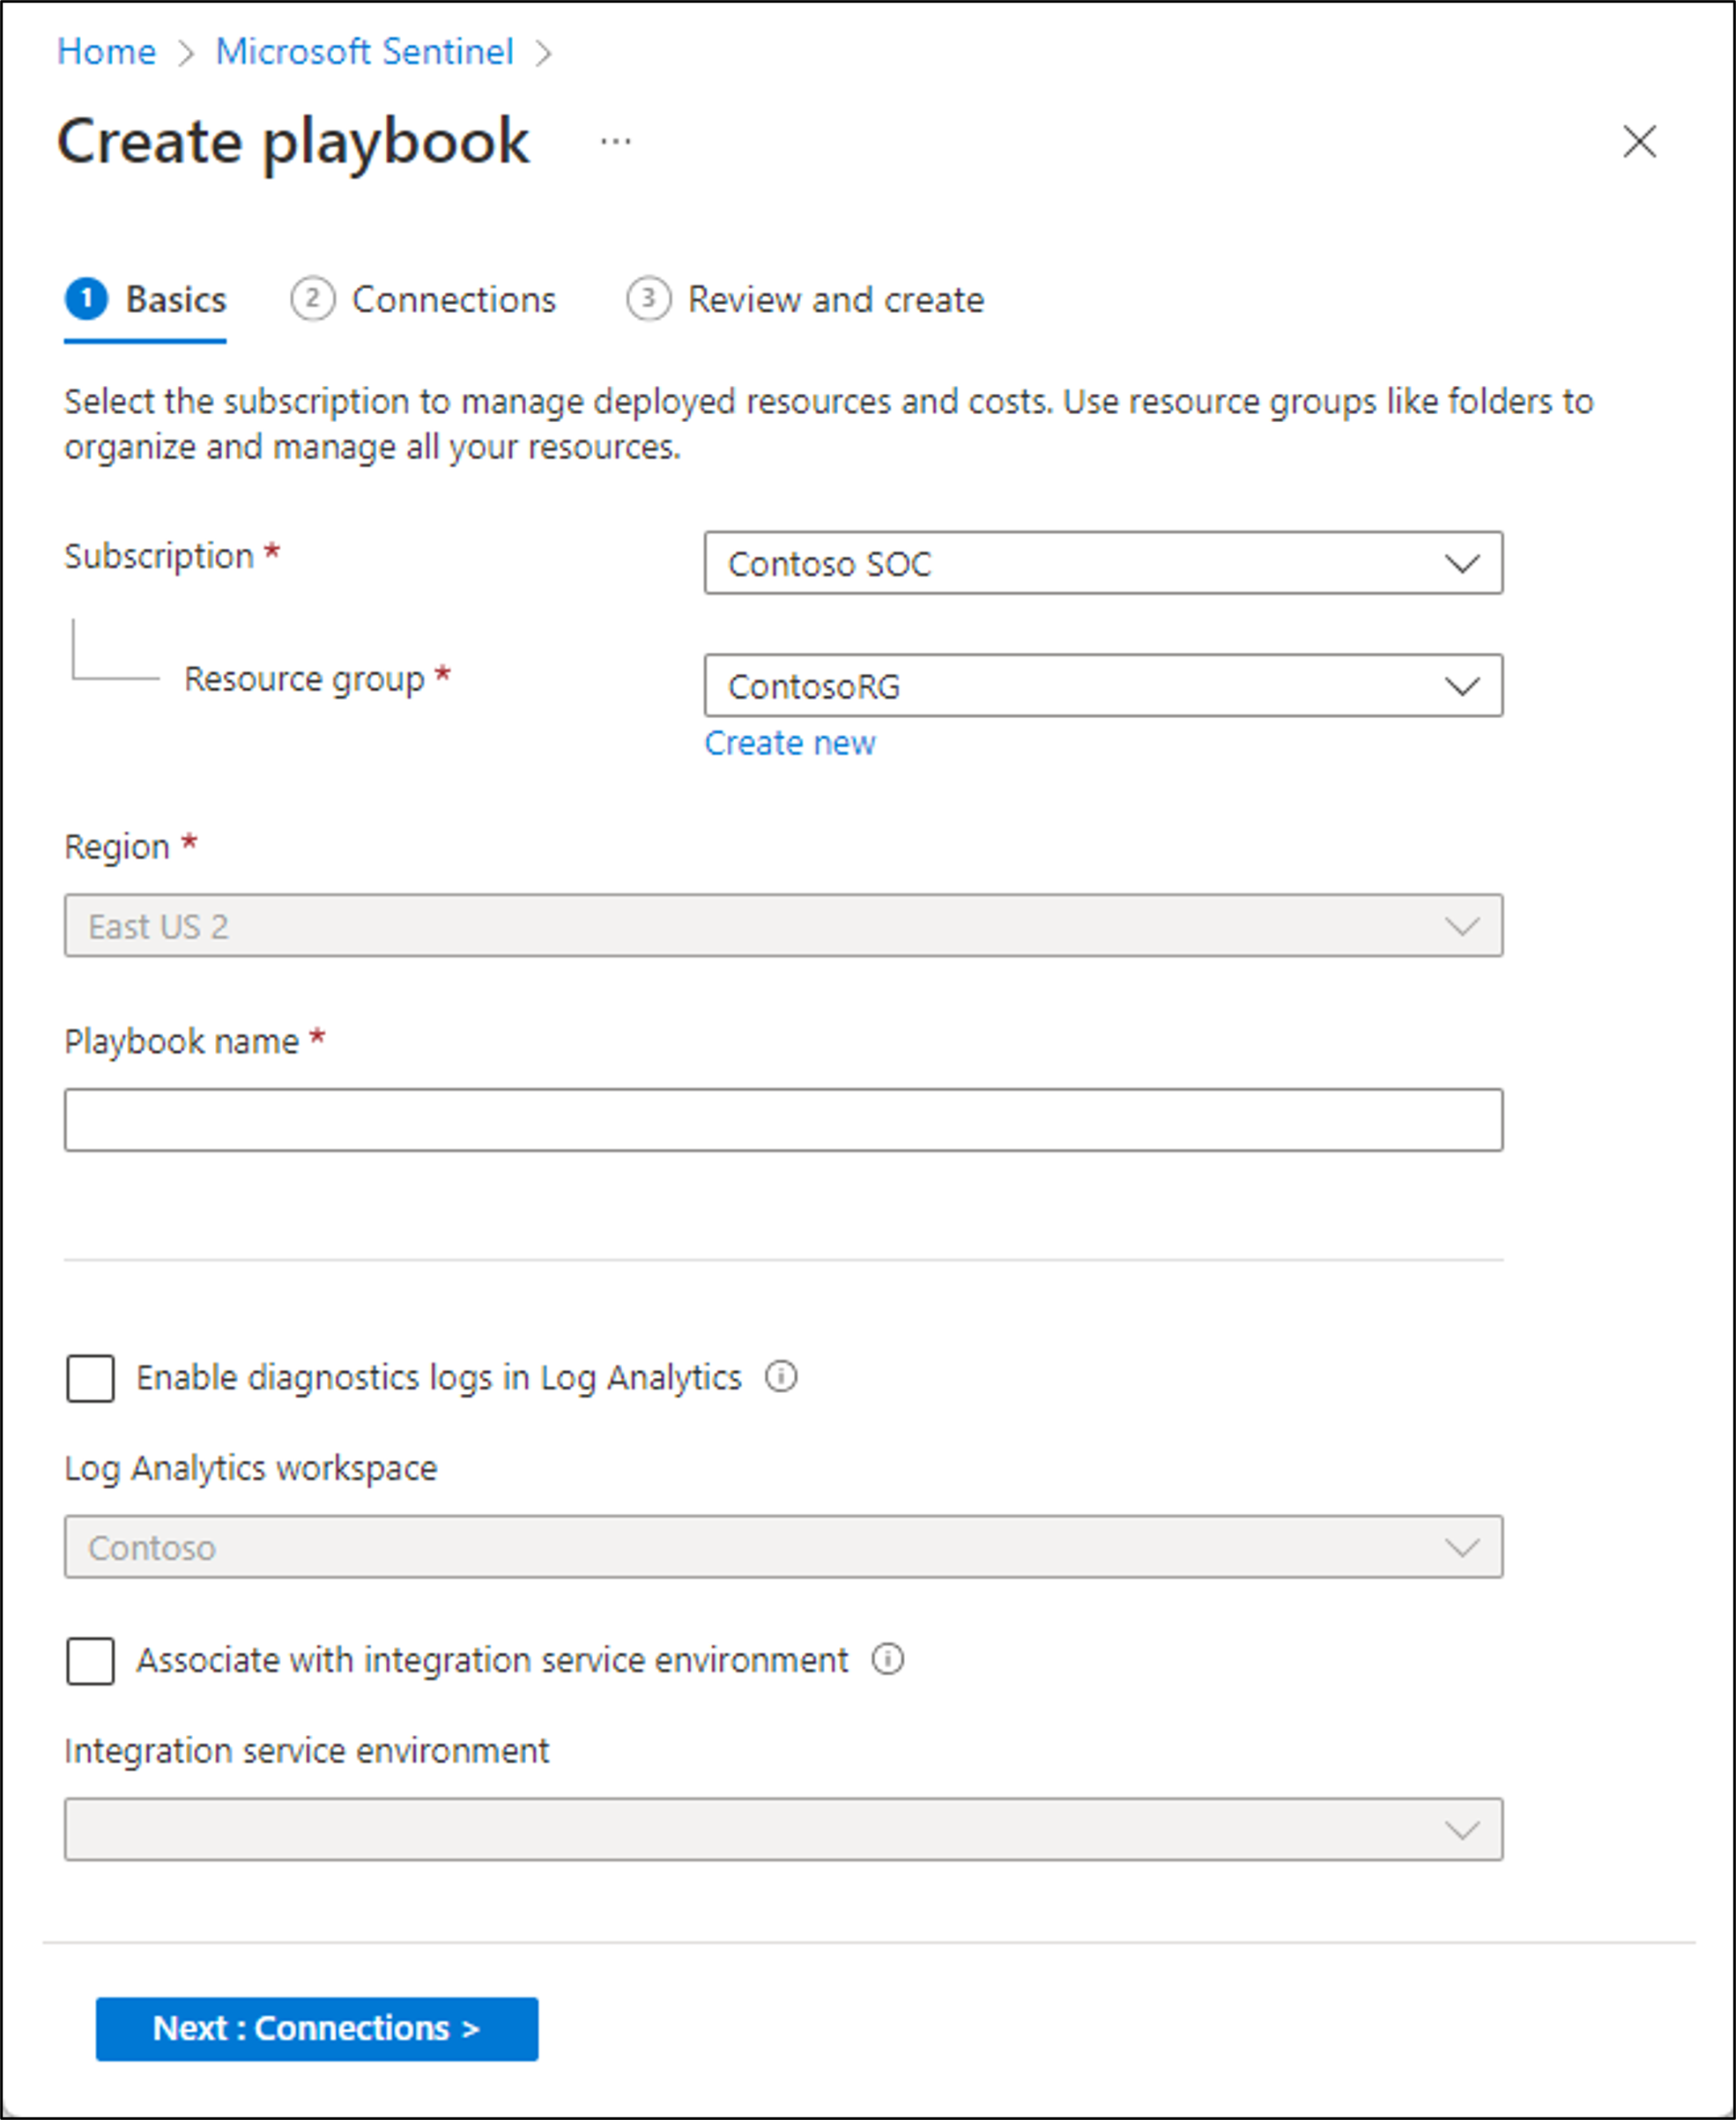 Home > Microsoft Sentinel >
Create playbook ...
1 Basics 2 Connections 3 Review and create
Select the subscription to manage deployed resources and costs. Use resource groups like folders to
organize and manage all your resources.
Subscription * Contoso SOC
Resource group * ContosoRG
Create new
Region *
East US 2
Playbook name *
Enable diagnostics logs in Log Analytics
Log Analytics workspace
Contoso
Associate with integration service environment
Integration service environment
Next : Connections >